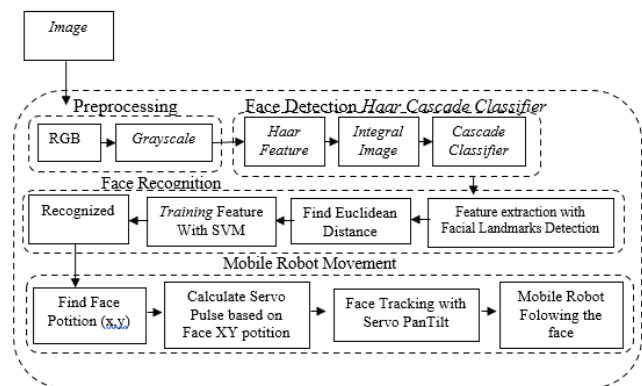 Image
Preprocessing
RGB
Grayscale
Face Detection Haar Cascade Classifier
Haar
Feature
Integral
Image
Cascade
Classifier
Face Recognition
Recognized
Training Feature
With SVM
Find Euclidean
Distance
Feature extraction with
Facial Landmarks Detection
Mobile Robot Movement
Find Face
Potition (x,y)
Calculate Servo
Pulse based on
Face XY potition
Face Tracking with
Servo PanTilt
Mobile Robot
Folowing the
face